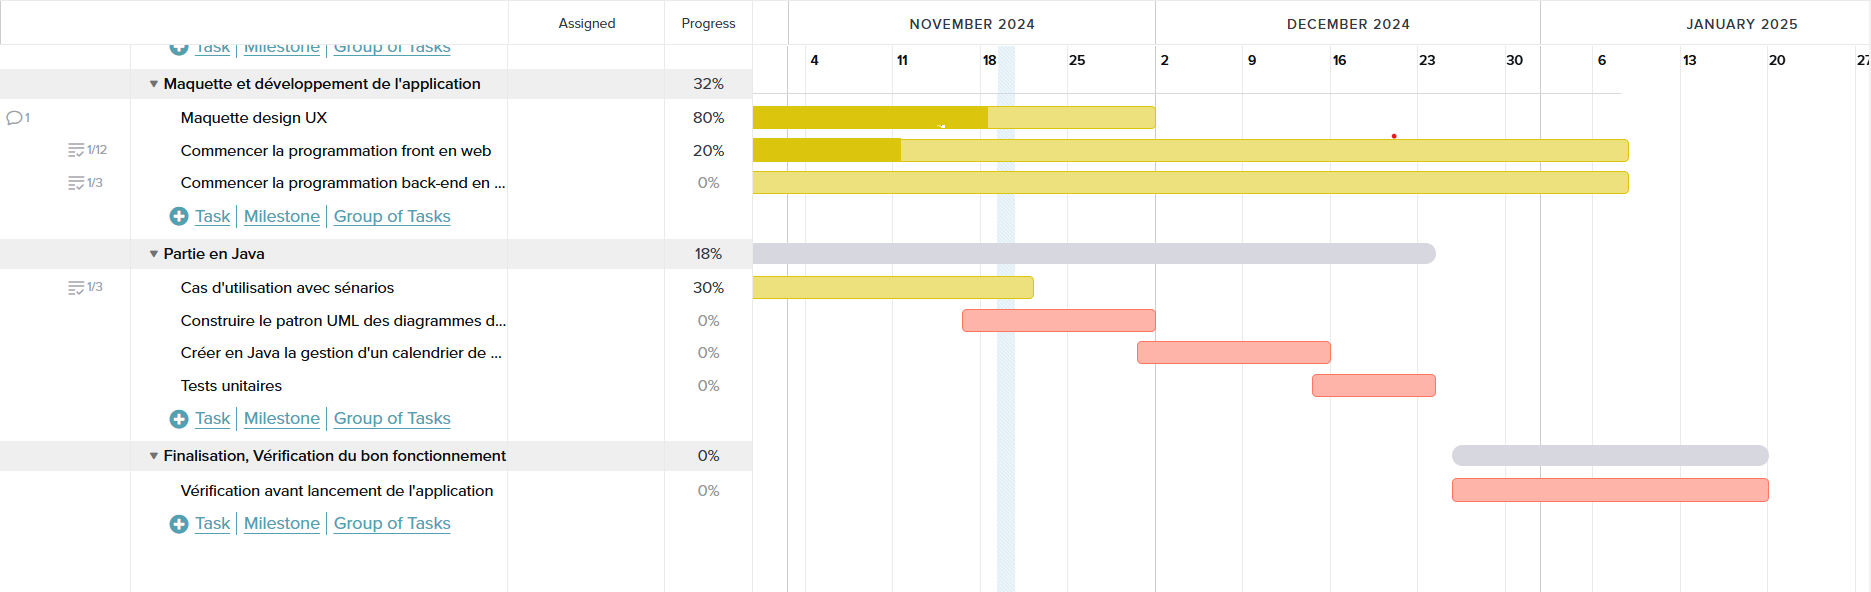 Assigned Progress NOVEMBER 2024 DECEMBER 2024 JANUARY 2025
Task Milestone Group of Tasks
4 11 18 25 2 9 16 23 30 6 13 20 27
Maquette et développement de l'application 32%
1 Maquette design UX 80%
1/12 Commencer la programmation front en web 20%
1/3 Commencer la programmation back-end en ... 0%
Task Milestone Group of Tasks
Partie en Java 18%
1/3 Cas d'utilisation avec sénarios 30%
Construire le patron UML des diagrammes d... 0%
Créer en Java la gestion d'un calendrier de ... 0%
Tests unitaires 0%
Task Milestone Group of Tasks
Finalisation, Vérification du bon fonctionnement 0%
Vérification avant lancement de l'application 0%
Task Milestone Group of Tasks